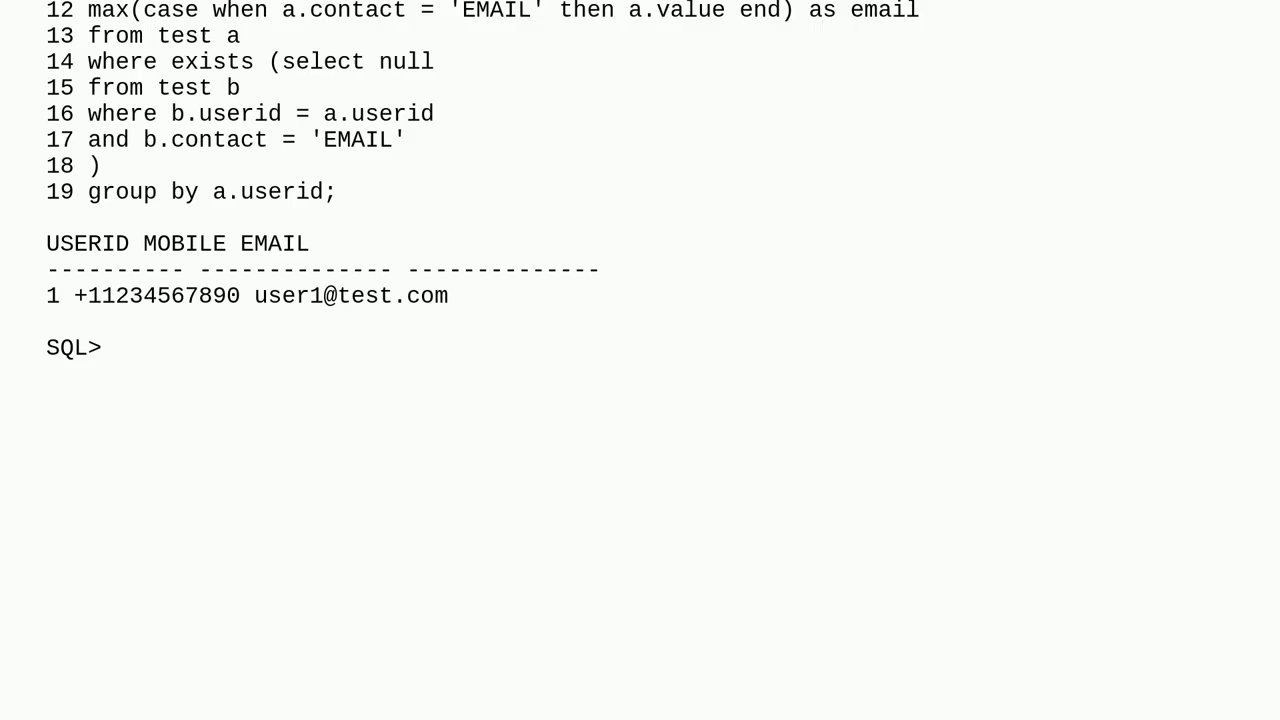 12 max(case when a.contact = 'EMAIL' then a.value end) as email
13 from test a
14 where exists (select null
15 from test b
16 where b.userid = a.userid
17 and b.contact = 'EMAIL'
18 )
19 group by a.userid;
USERID MOBILE EMAIL
---------- -------------- --------------
1 +11234567890 user1@test.com
SQL>